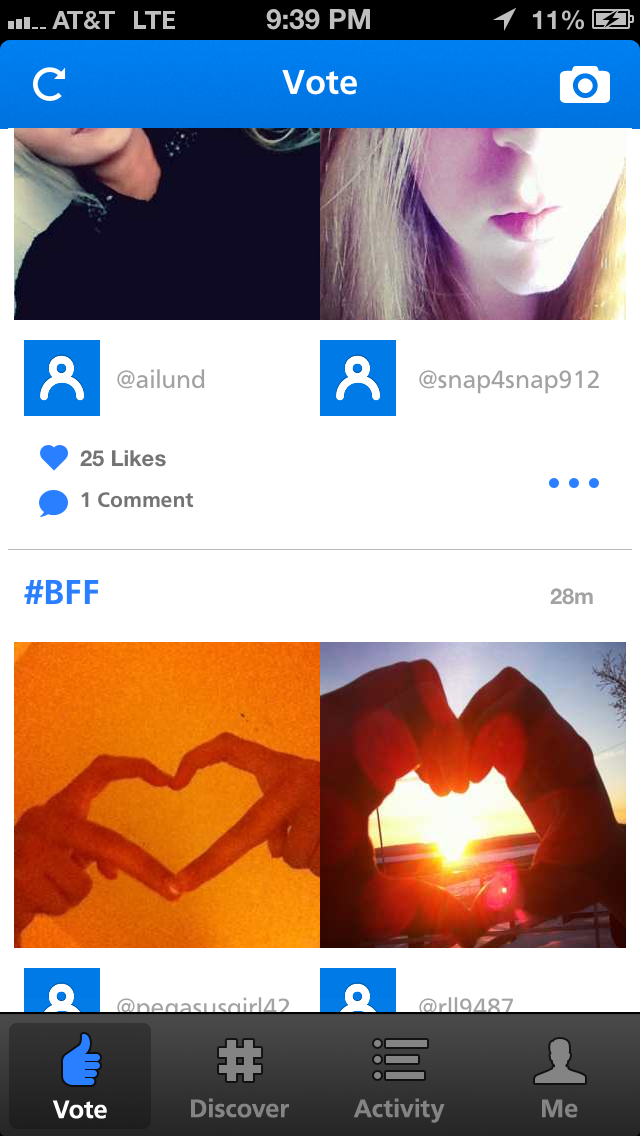 AT&T LTE 9:39 PM 11%
Vote
@ailund @snap4snap912
25 Likes
1 Comment
#BFF 28m
@pegasusgirl42 @rll9487
Vote Discover Activity Me